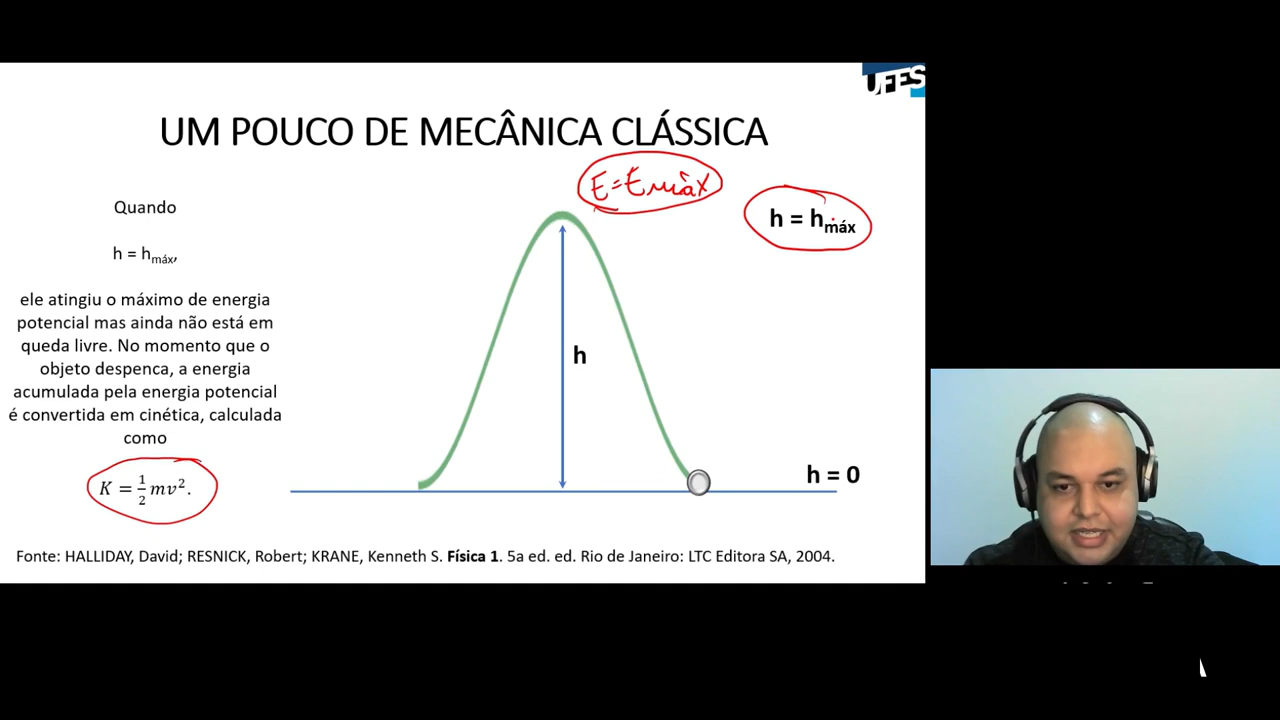 UFES
UM POUCO DE MECÂNICA CLÁSSICA
E=Emáx
Quando
h = hmáx
h = hmáx,
ele atingiu o máximo de energia
potencial mas ainda não está em
queda livre. No momento que o
objeto despenca, a energia
acumulada pela energia potencial
é convertida em cinética, calculada
como
h
K = 1/2 mv².
h = 0
Fonte: HALLIDAY, David; RESNICK, Robert; KRANE, Kenneth S. Física 1. 5a ed. ed. Rio de Janeiro: LTC Editora SA, 2004.